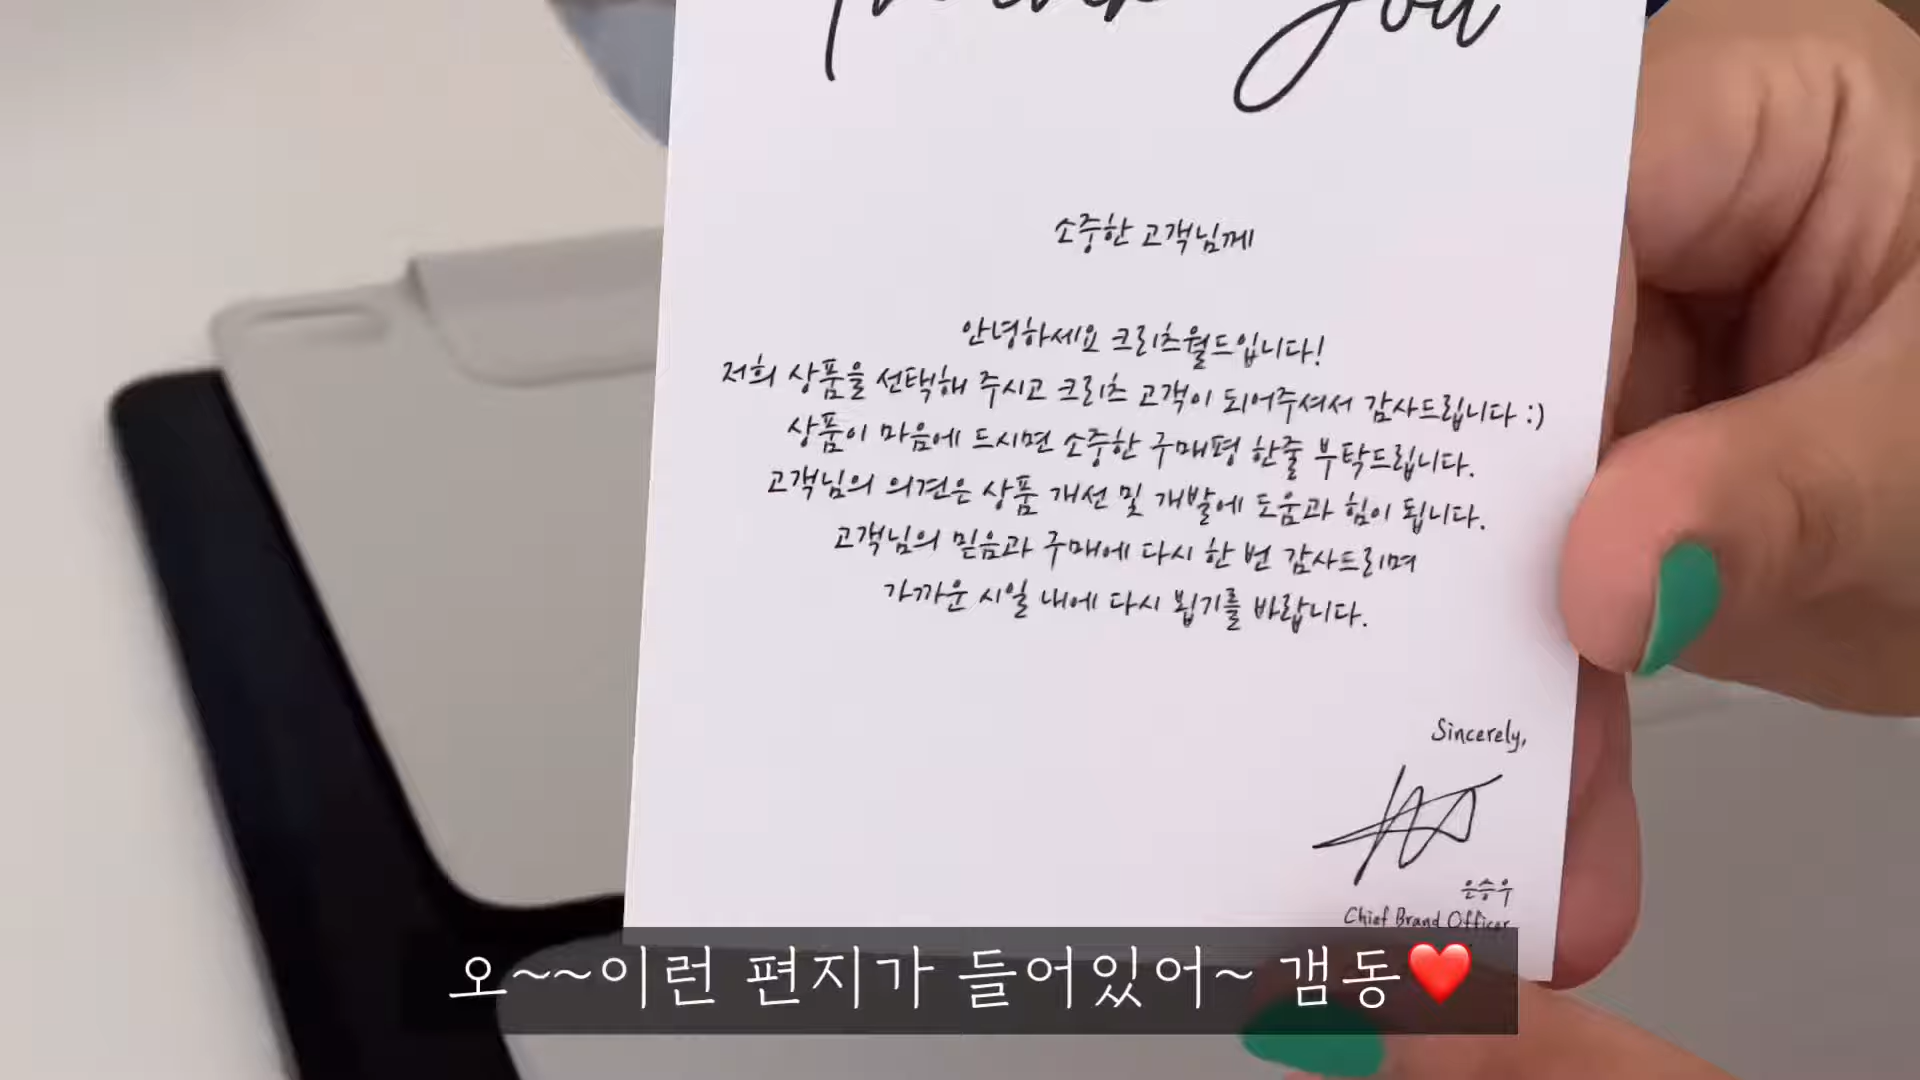 Thank You
소중한 고객님께
안녕하세요 크리츠월드입니다!
저희 상품을 선택해 주시고 크리츠 고객이 되어주셔서 감사드립니다 :)
상품이 마음에 드시면 소중한 구매평 한줄 부탁드립니다.
고객님의 의견은 상품 개선 및 개발에 도움과 힘이 됩니다.
고객님의 믿음과 구매에 다시 한 번 감사드리며
가까운 시일 내에 다시 뵙기를 바랍니다.
Sincerely,
은승우
Chief Brand Officer
오~~이런 편지가 들어있어~ 갬동❤️